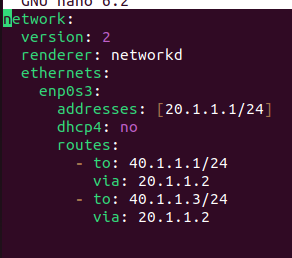 GNU nano 6.2
network:
  version: 2
  renderer: networkd
  ethernets:
    enp0s3:
      addresses: [20.1.1.1/24]
      dhcp4: no
      routes:
        - to: 40.1.1.1/24
          via: 20.1.1.2
        - to: 40.1.1.3/24
          via: 20.1.1.2